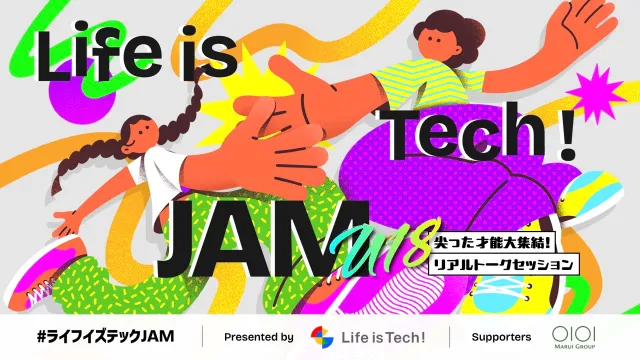 Life is
Tech!
JAM U18
尖った才能大集結!
リアルトークセッション
#ライフイズテックJAM
Presented by
Life is Tech!
Supporters
OIOI
MARUI GROUP